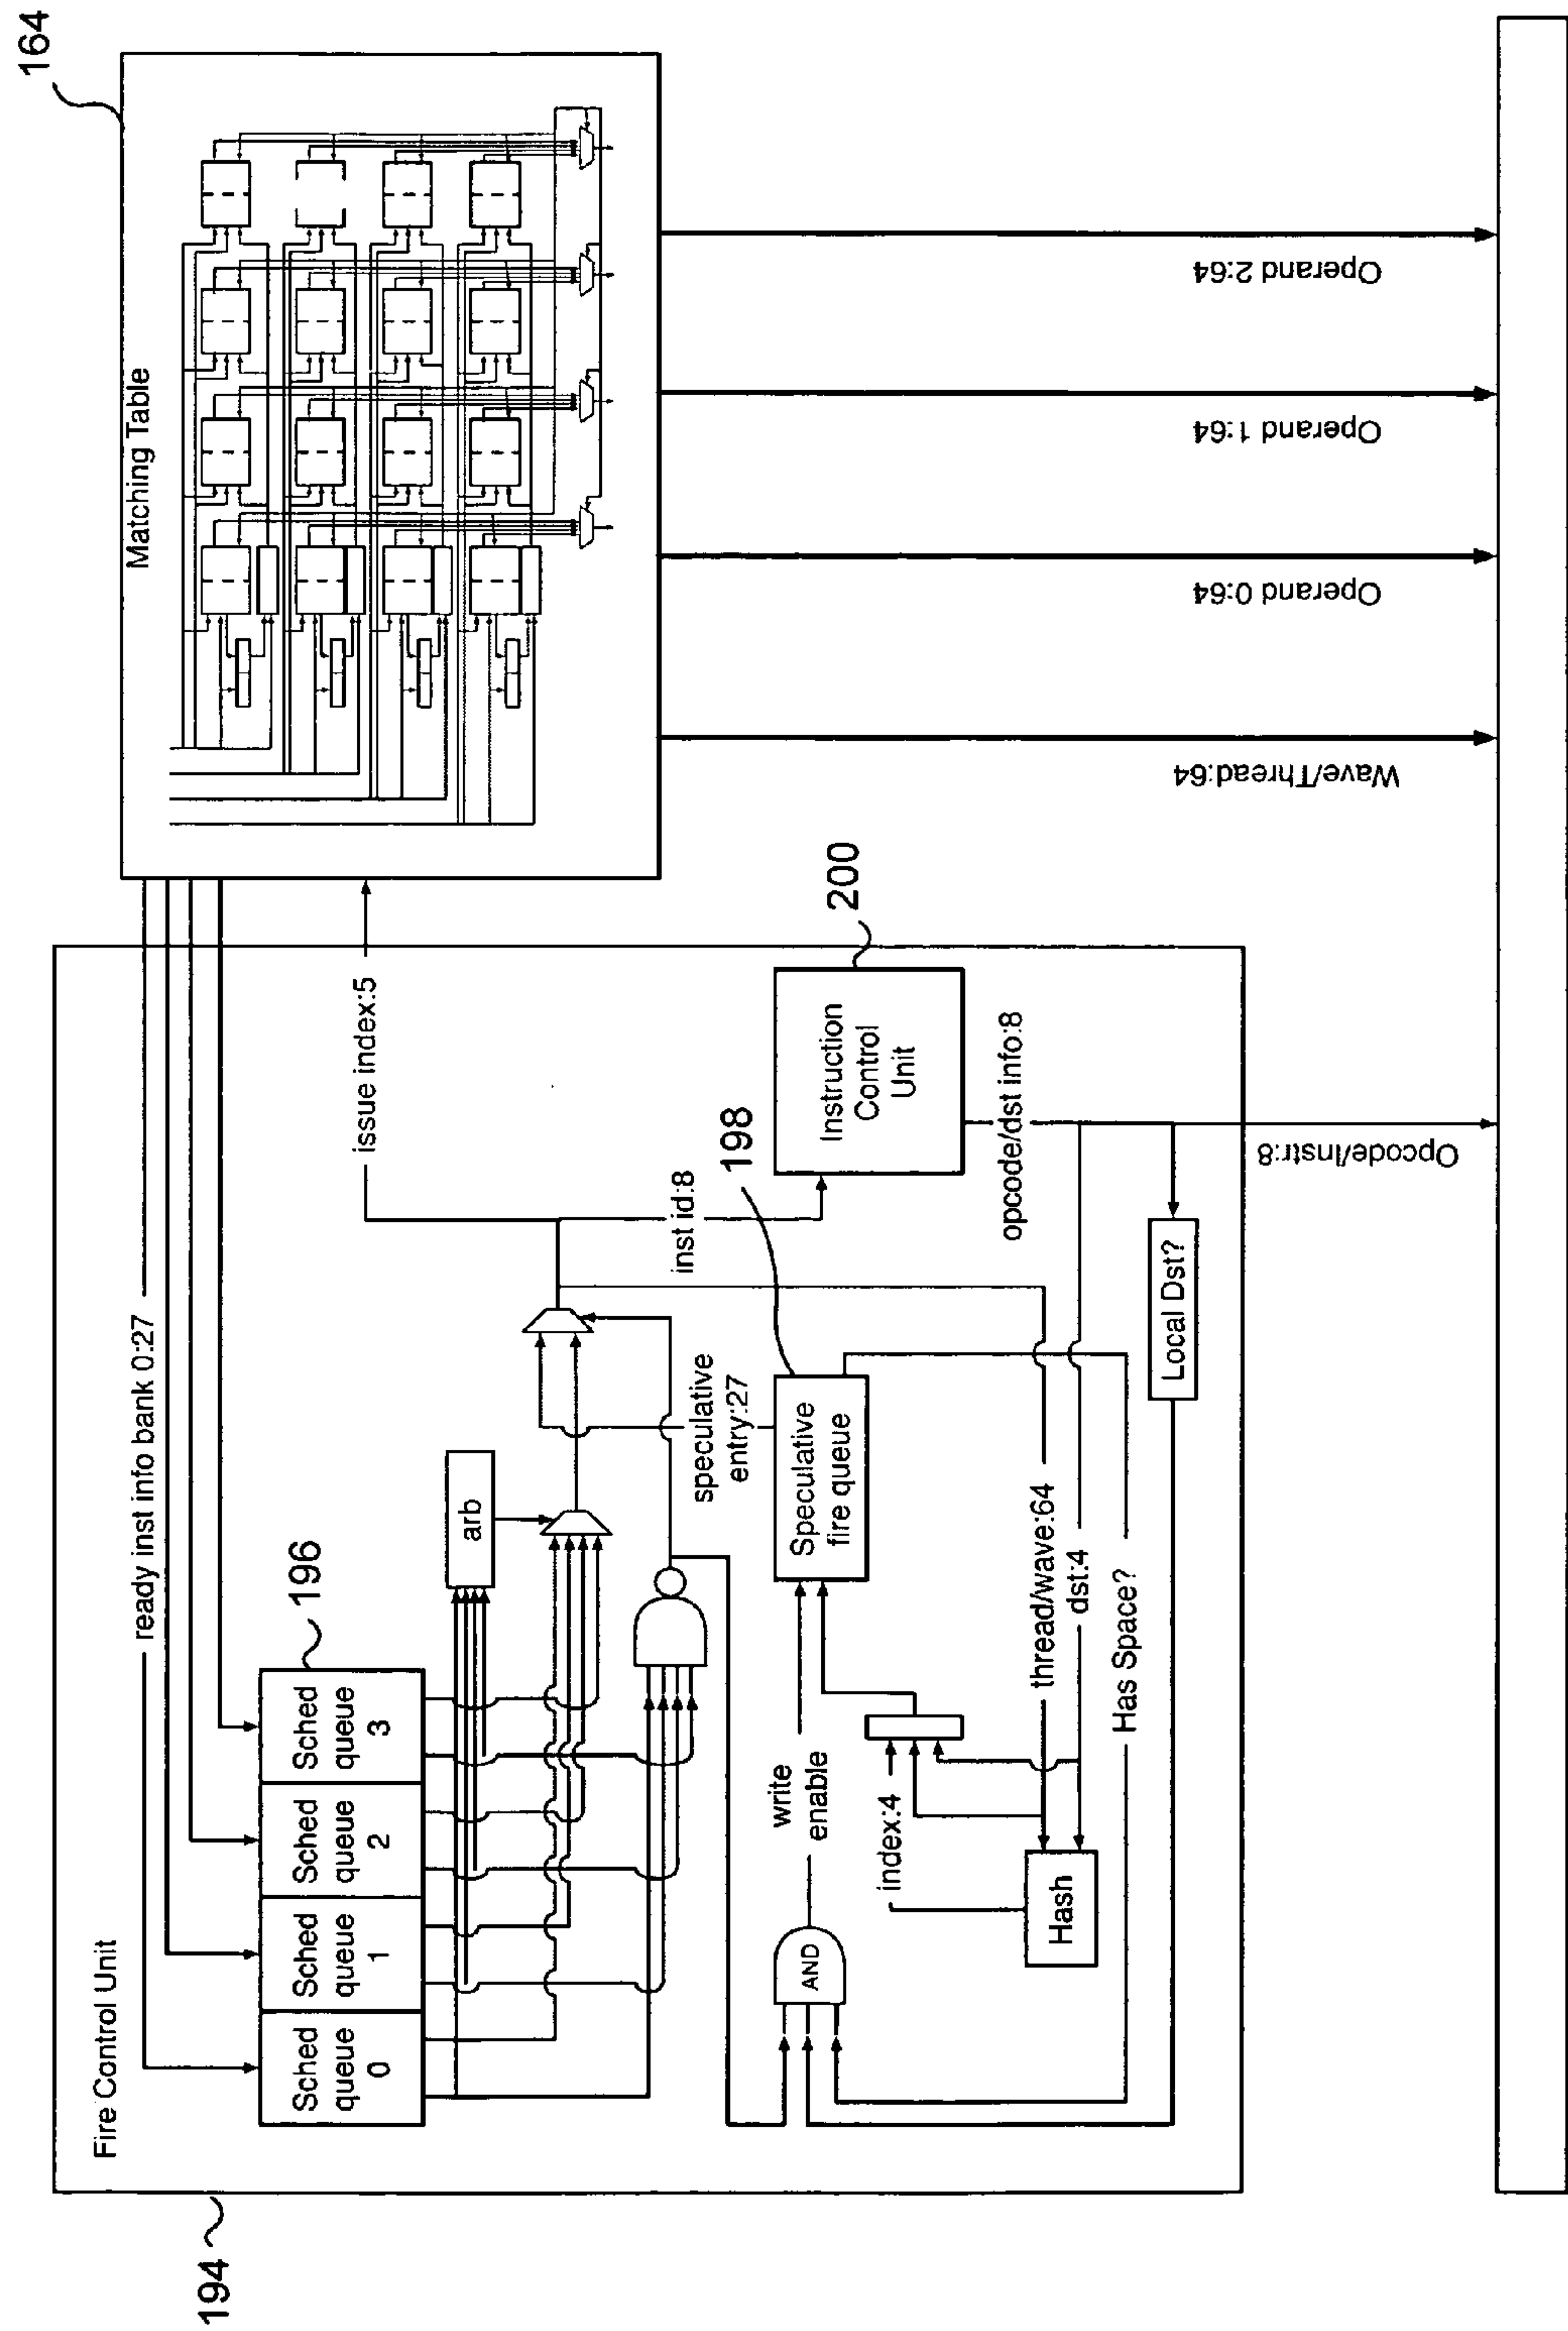 164
Matching Table
Fire Control Unit
194
ready inst info bank 0:27
196
Sched
queue
0
Sched
queue
1
Sched
queue
2
Sched
queue
3
arb
issue index:5
inst id:8
198
200
speculative
entry:27
Speculative
fire queue
Instruction
Control
Unit
opcode/dst info:8
write
enable
AND
index:4
Hash
thread/wave:64
dst:4
Has Space?
Local Dst?
Opcode/Instr:8
Wave/Thread:64
Operand 0:64
Operand 1:64
Operand 2:64